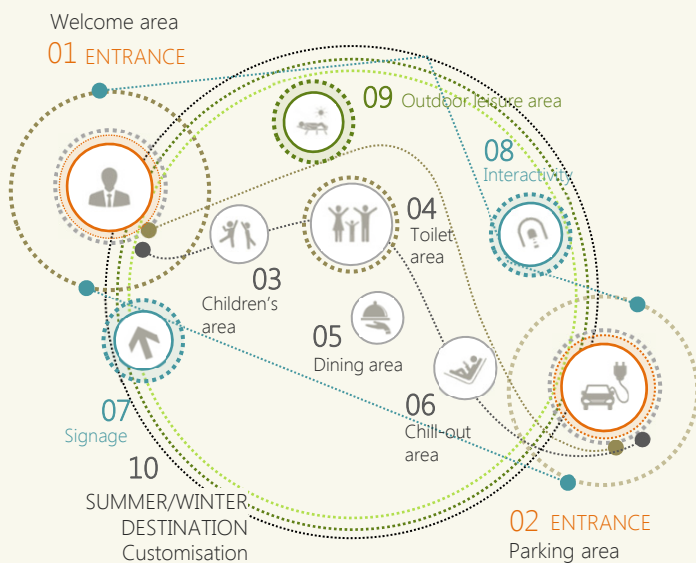 Welcome area
01 ENTRANCE
09 Outdoor leisure area
08
Interactivity
04
Toilet
area
03
Children's
area
05
Dining area
06
Chill-out
area
07
Signage
10
SUMMER/WINTER
DESTINATION
Customisation
02 ENTRANCE
Parking area